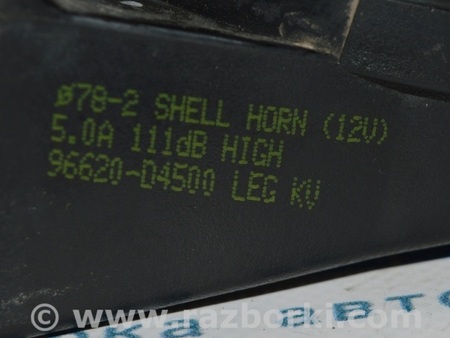 ø78-2 SHELL HORN (12V)
5.0A 111dB HIGH
96620-D4500 LEG KV
© www.razborki.com